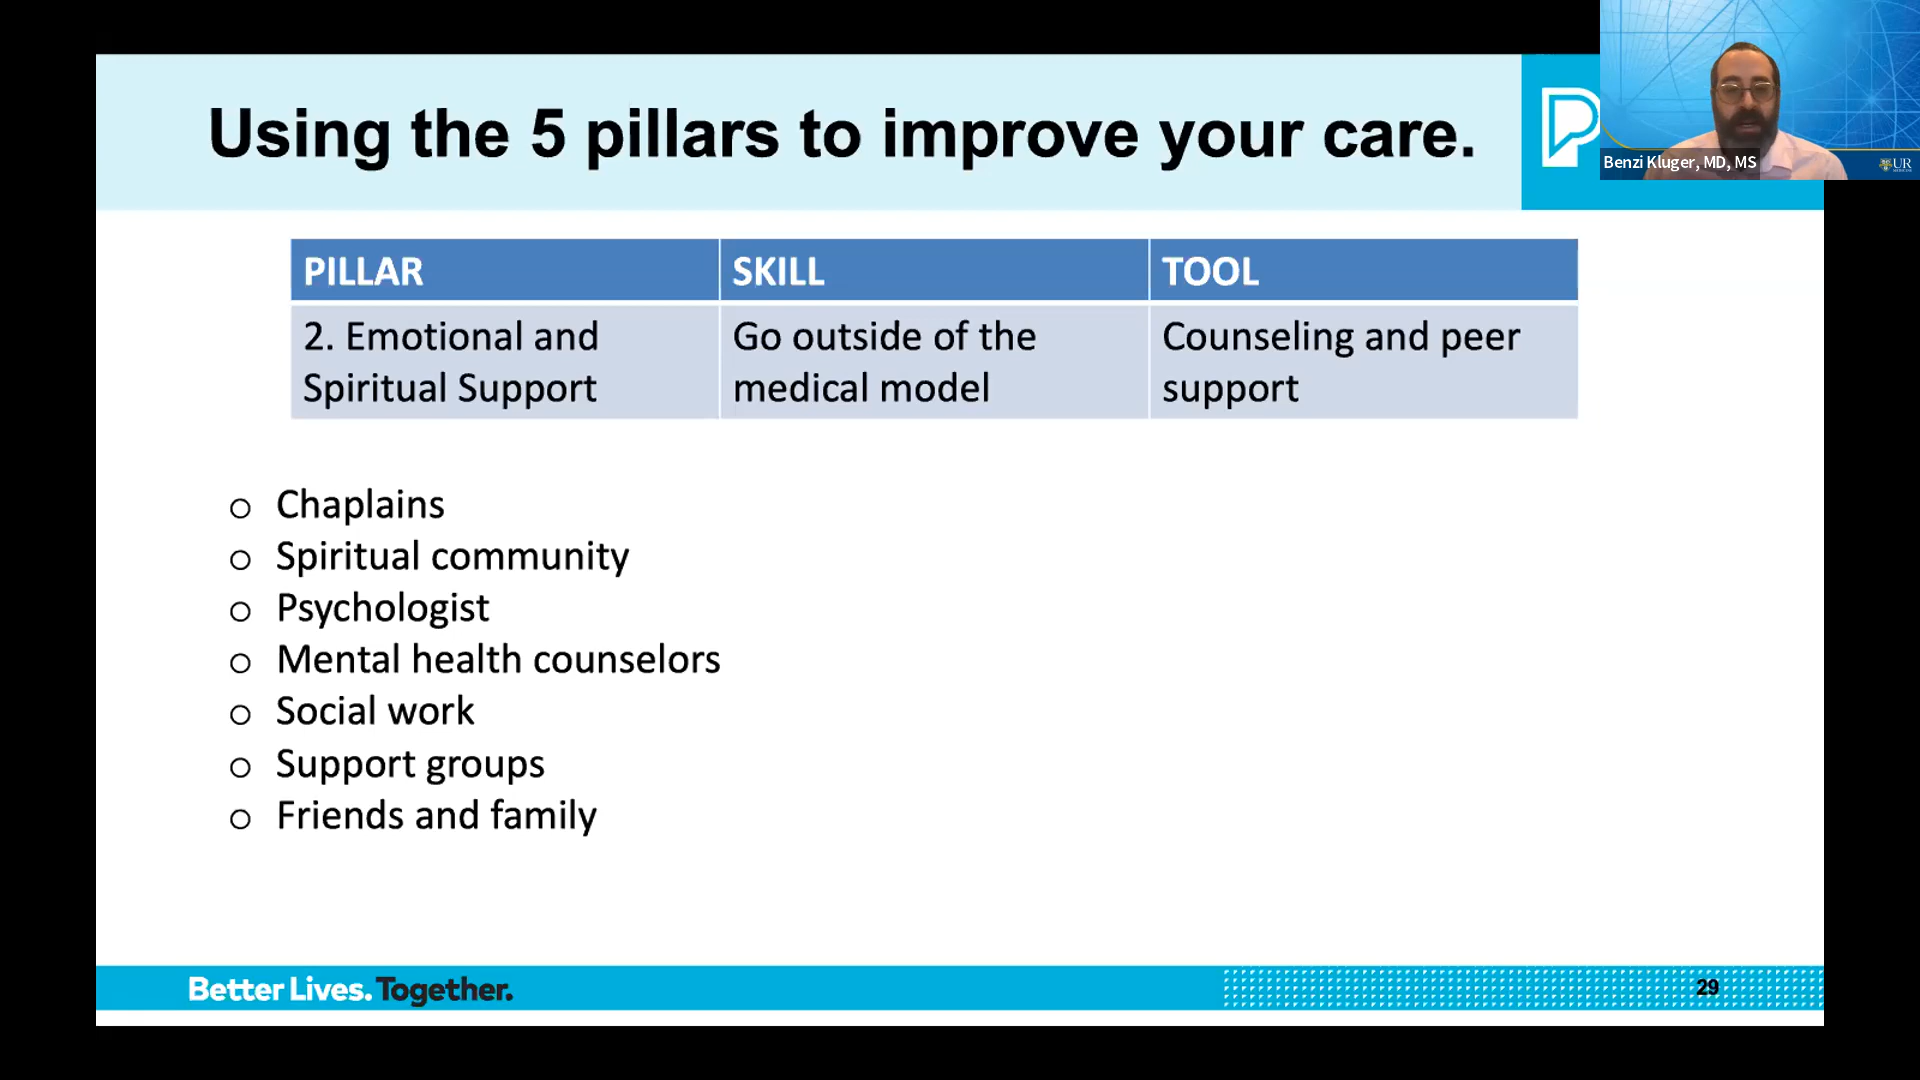 Using the 5 pillars to improve your care.
P
Benzi Kluger, MD, MS
UR
PILLAR
SKILL
TOOL
2. Emotional and
Spiritual Support
Go outside of the
medical model
Counseling and peer
support
o Chaplains
o Spiritual community
o Psychologist
o Mental health counselors
o Social work
o Support groups
o Friends and family
Better Lives. Together.
29